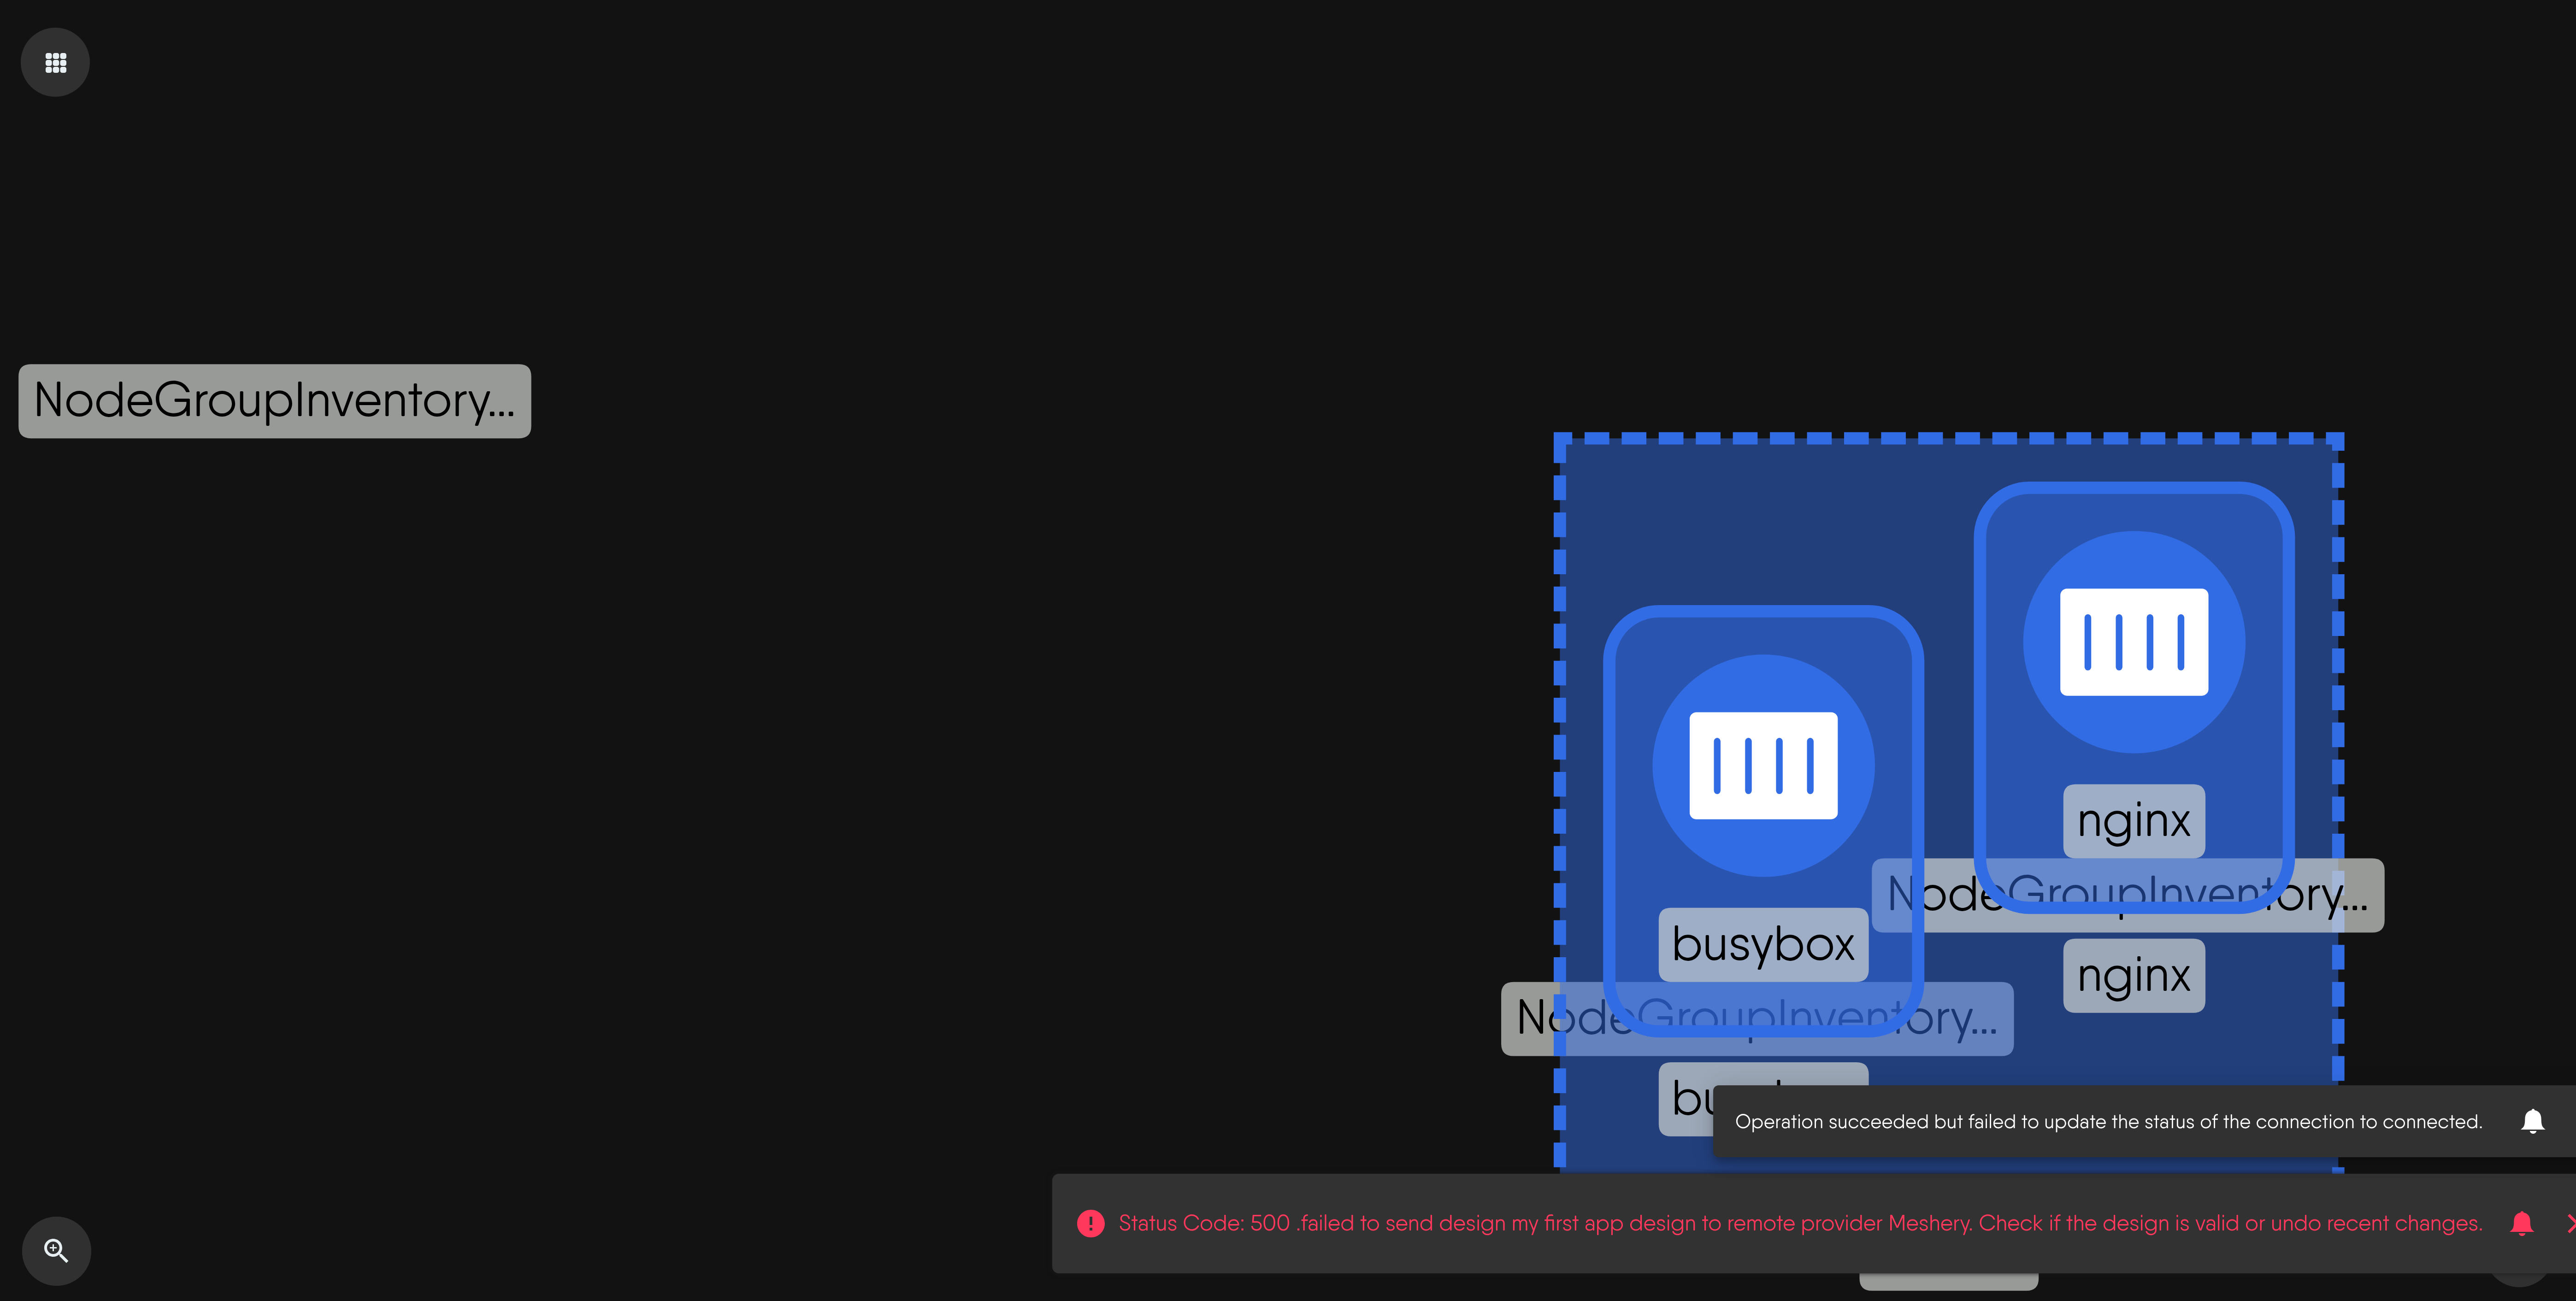 NodeGroupInventory...
nginx
NodeGroupInventory...
nginx
busybox
NodeGroupInventory...
Operation succeeded but failed to update the status of the connection to connected.
Status Code: 500 .failed to send design my first app design to remote provider Meshery. Check if the design is valid or undo recent changes.